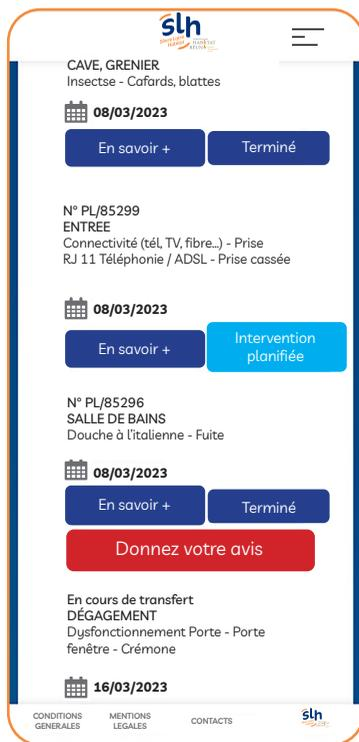 slh
CAVE, GRENIER
Insectse - Cafards, blattes
08/03/2023
En savoir +
Terminé
N° PL/85299
ENTREE
Connectivité (tél, TV, fibre...) - Prise
RJ 11 Téléphonie / ADSL - Prise cassée
08/03/2023
En savoir +
Intervention
planifiée
N° PL/85296
SALLE DE BAINS
Douche à l'italienne - Fuite
08/03/2023
En savoir +
Terminé
Donnez votre avis
En cours de transfert
DÉGAGEMENT
Dysfonctionnement Porte - Porte
fenêtre - Crémone
16/03/2023
CONDITIONS
GENERALES
MENTIONS
LEGALES
CONTACTS
slh